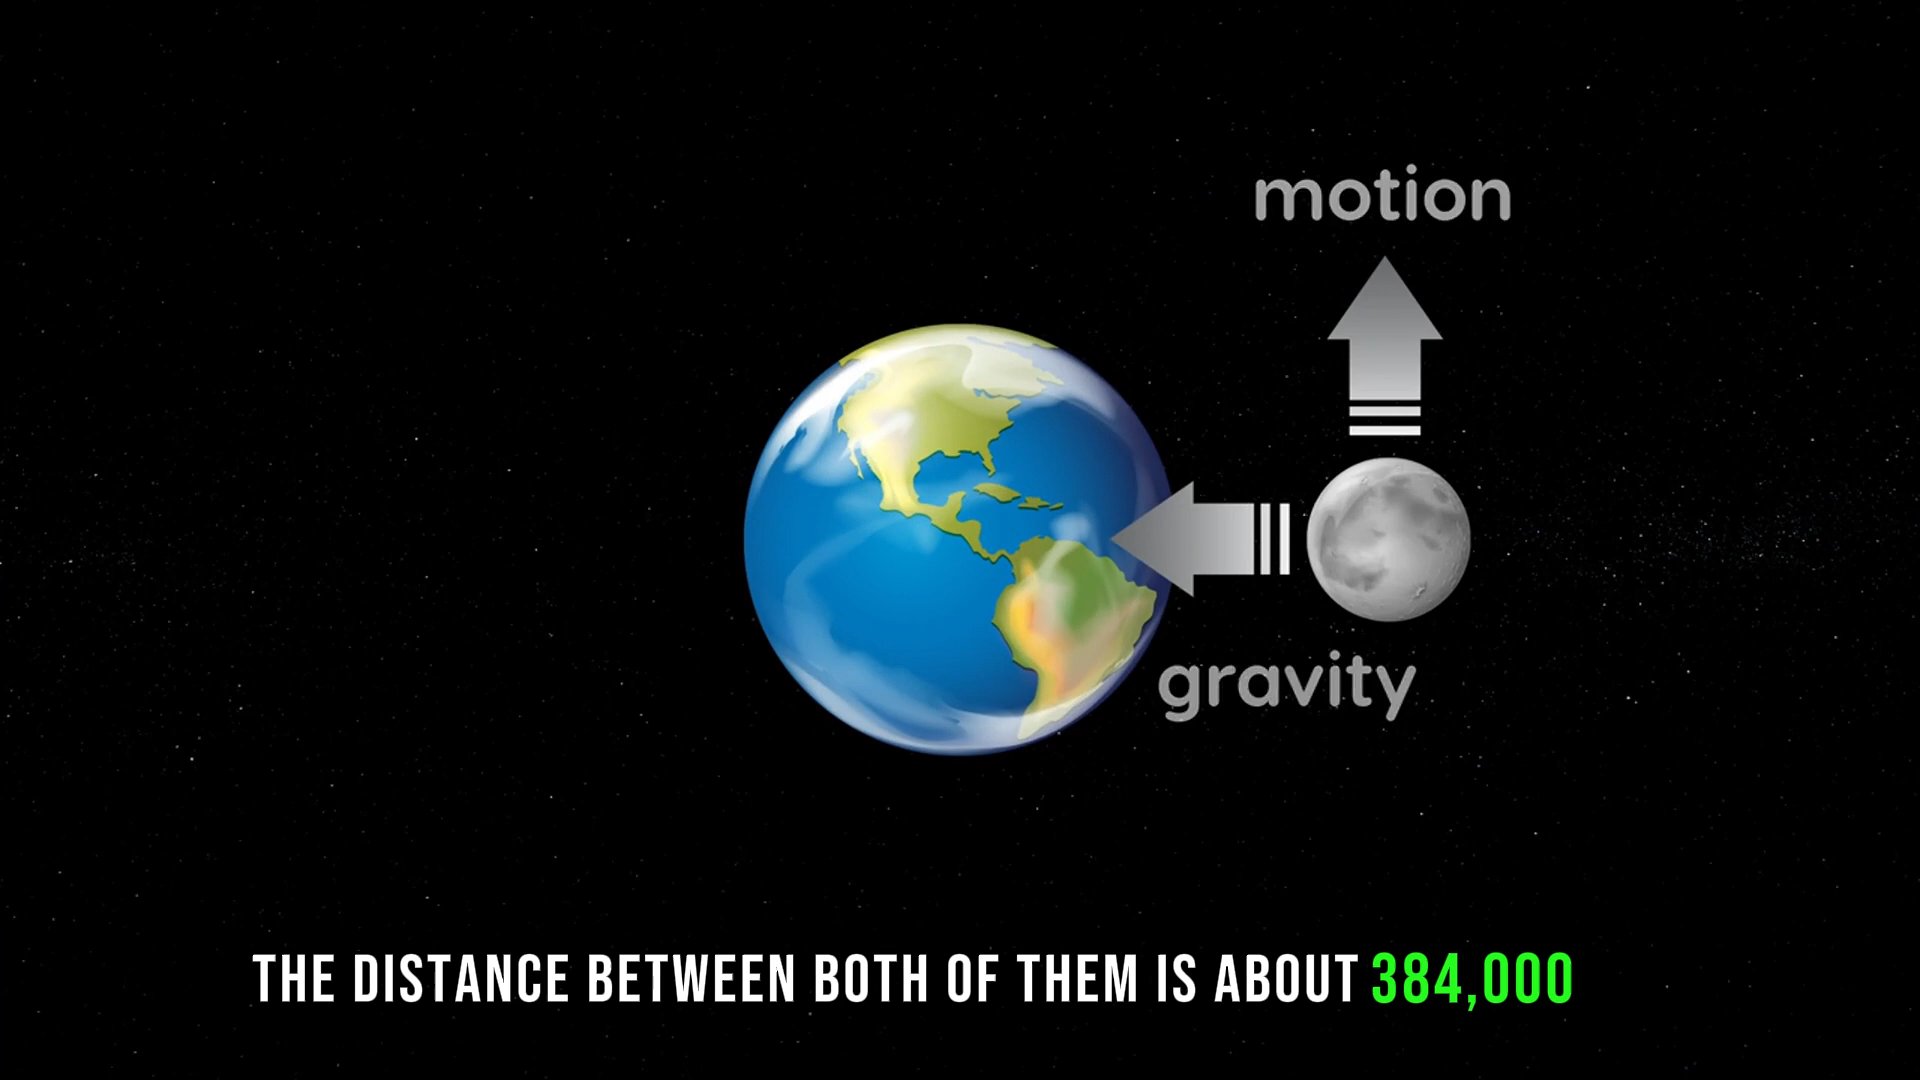 motion
gravity
THE DISTANCE BETWEEN BOTH OF THEM IS ABOUT 384,000